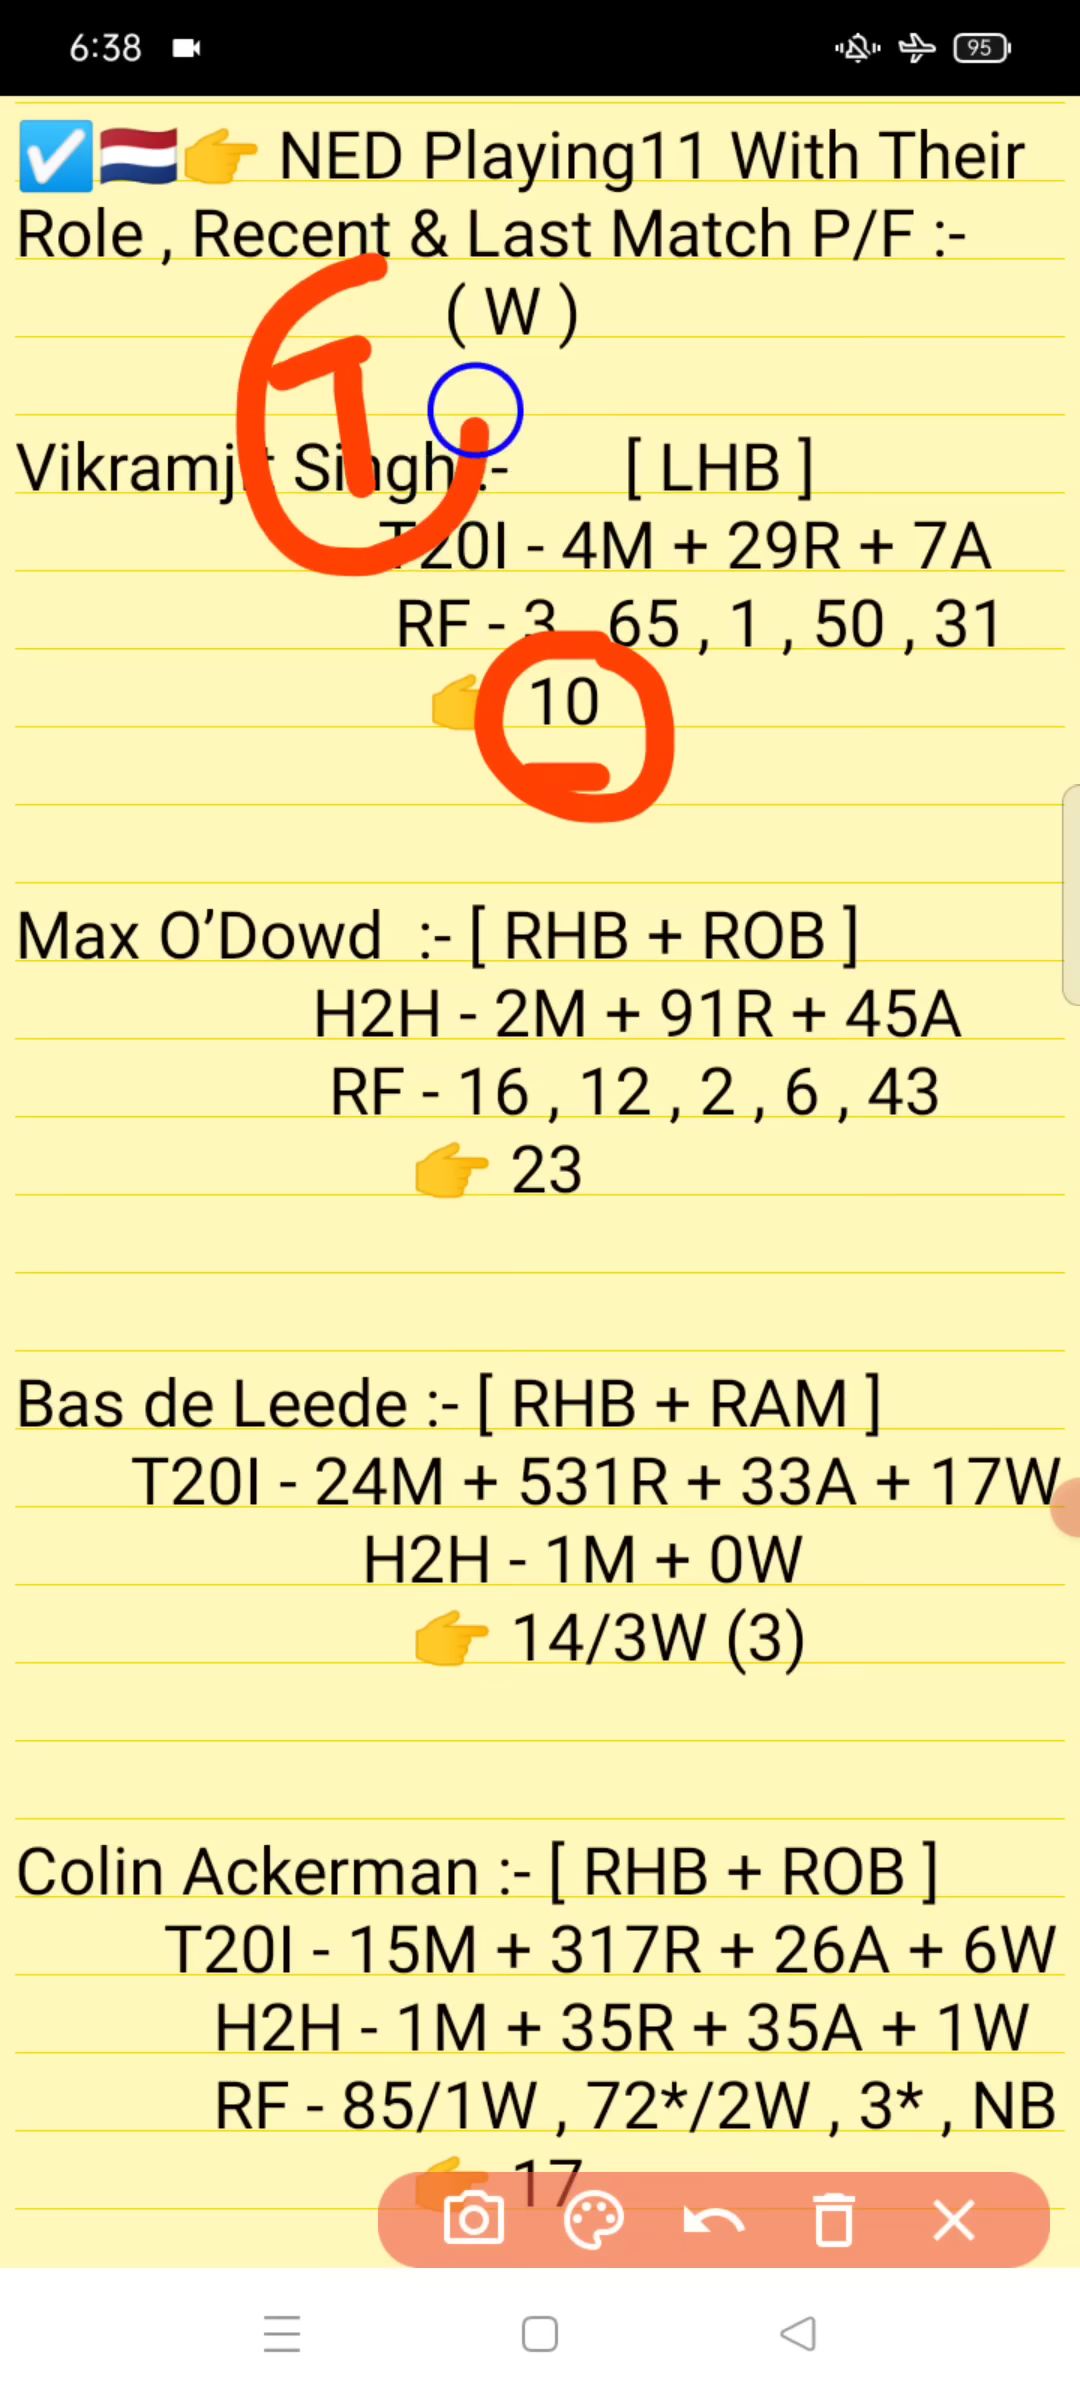 6:38 95
☑️🇳🇱👉 NED Playing11 With Their
Role , Recent & Last Match P/F :-
( W )
T
Vikramjit Singh :- [ LHB ]
T20I - 4M + 29R + 7A
RF - 3 , 65 , 1 , 50 , 31
👉 10
Max O’Dowd :- [ RHB + ROB ]
H2H - 2M + 91R + 45A
RF - 16 , 12 , 2 , 6 , 43
👉 23
Bas de Leede :- [ RHB + RAM ]
T20I - 24M + 531R + 33A + 17W
H2H - 1M + 0W
👉 14/3W (3)
Colin Ackerman :- [ RHB + ROB ]
T20I - 15M + 317R + 26A + 6W
H2H - 1M + 35R + 35A + 1W
RF - 85/1W , 72*/2W , 3* , NB
👉 17